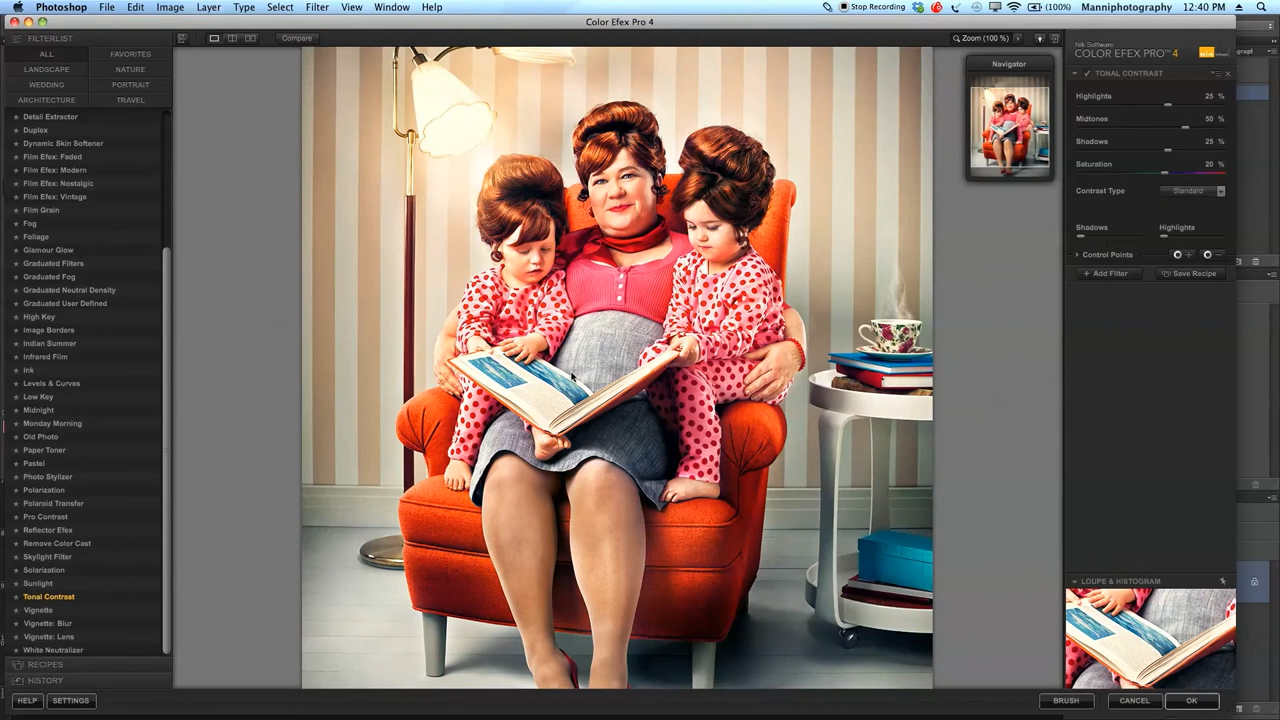 Photoshop File Edit Image Layer Type Select Filter View Window Help Stop Recording (100%) Manniphotography 12:40 PM
Color Efex Pro 4
FILTERLIST
ALL FAVORITES
LANDSCAPE NATURE
WEDDING PORTRAIT
ARCHITECTURE TRAVEL
Detail Extractor
Duplex
Dynamic Skin Softener
Film Efex: Faded
Film Efex: Modern
Film Efex: Nostalgic
Film Efex: Vintage
Film Grain
Fog
Foliage
Glamour Glow
Graduated Filters
Graduated Fog
Graduated Neutral Density
Graduated User Defined
High Key
Image Borders
Indian Summer
Infrared Film
Ink
Levels & Curves
Low Key
Midnight
Monday Morning
Old Photo
Paper Toner
Pastel
Photo Stylizer
Polarization
Polaroid Transfer
Pro Contrast
Reflector Efex
Remove Color Cast
Skylight Filter
Solarization
Sunlight
Tonal Contrast
Vignette
Vignette: Blur
Vignette: Lens
White Neutralizer
RECIPES
HISTORY
HELP SETTINGS
Compare
Zoom (100 %)
Navigator
Nik Software
COLOR EFEX PRO™ 4
TONAL CONTRAST
Highlights 25 %
Midtones 50 %
Shadows 25 %
Saturation 20 %
Contrast Type Standard
Shadows Highlights
Control Points
Add Filter Save Recipe
LOUPE & HISTOGRAM
BRUSH CANCEL OK